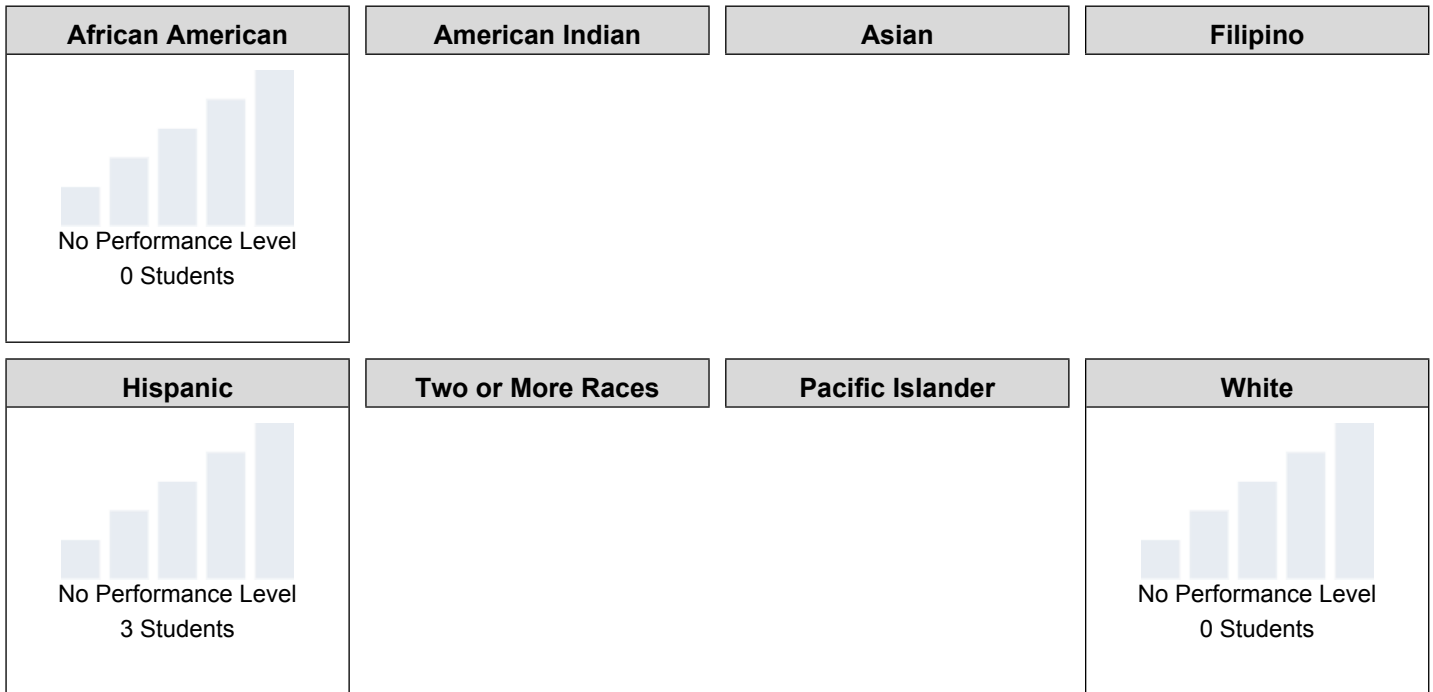 African American
American Indian
Asian
Filipino
No Performance Level
0 Students
Hispanic
Two or More Races
Pacific Islander
White
No Performance Level
3 Students
No Performance Level
0 Students